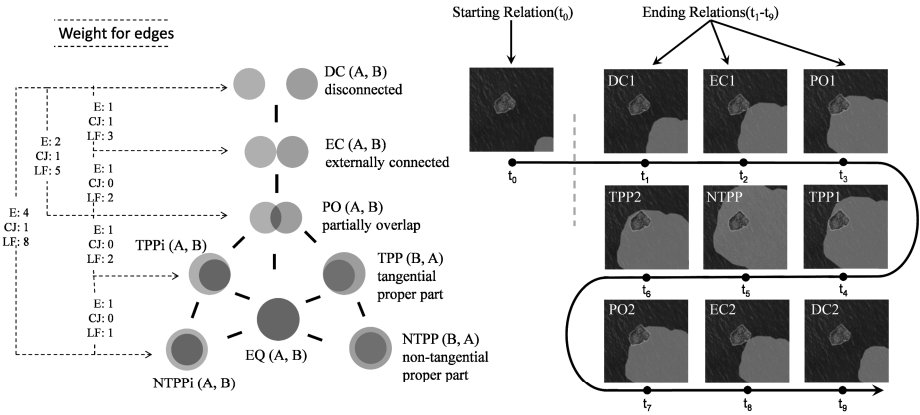 Weight for edges
E: 1
CJ: 1
LF: 3
E: 2
CJ: 1
LF: 5
E: 1
CJ: 0
LF: 2
E: 4
CJ: 1
LF: 8
E: 1
CJ: 0
LF: 2
E: 1
CJ: 0
LF: 1
DC (A, B)
disconnected
EC (A, B)
externally connected
PO (A, B)
partially overlap
TPPi (A, B)
TPP (B, A)
tangential
proper part
EQ (A, B)
NTPP (B, A)
non-tangential
proper part
NTPPi (A, B)
Starting Relation(t0)
Ending Relations(t1-t9)
DC1
EC1
PO1
t0
t1
t2
t3
TPP2
NTPP
TPP1
t6
t5
t4
PO2
EC2
DC2
t7
t8
t9